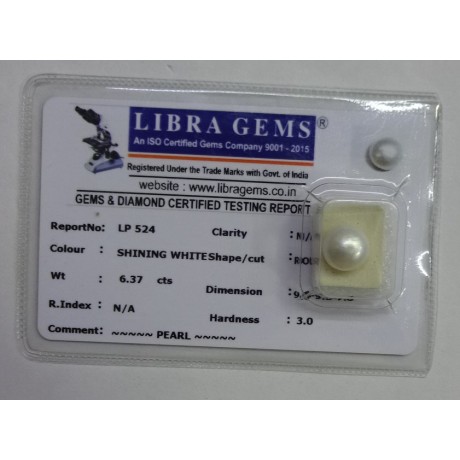 LIBRA GEMS®
An ISO Certified Gems Company 9001 - 2015
Registered Under the Trade Marks with Govt. of India
website : www.libragems.co.in
GEMS & DIAMOND CERTIFIED TESTING REPORT
ReportNo: LP 524 Clarity :
Colour : SHINING WHITE Shape/cut :
Wt : 6.37 cts Dimension :
R.Index : N/A Hardness : 3.0
Comment: ~~~~~ PEARL ~~~~~